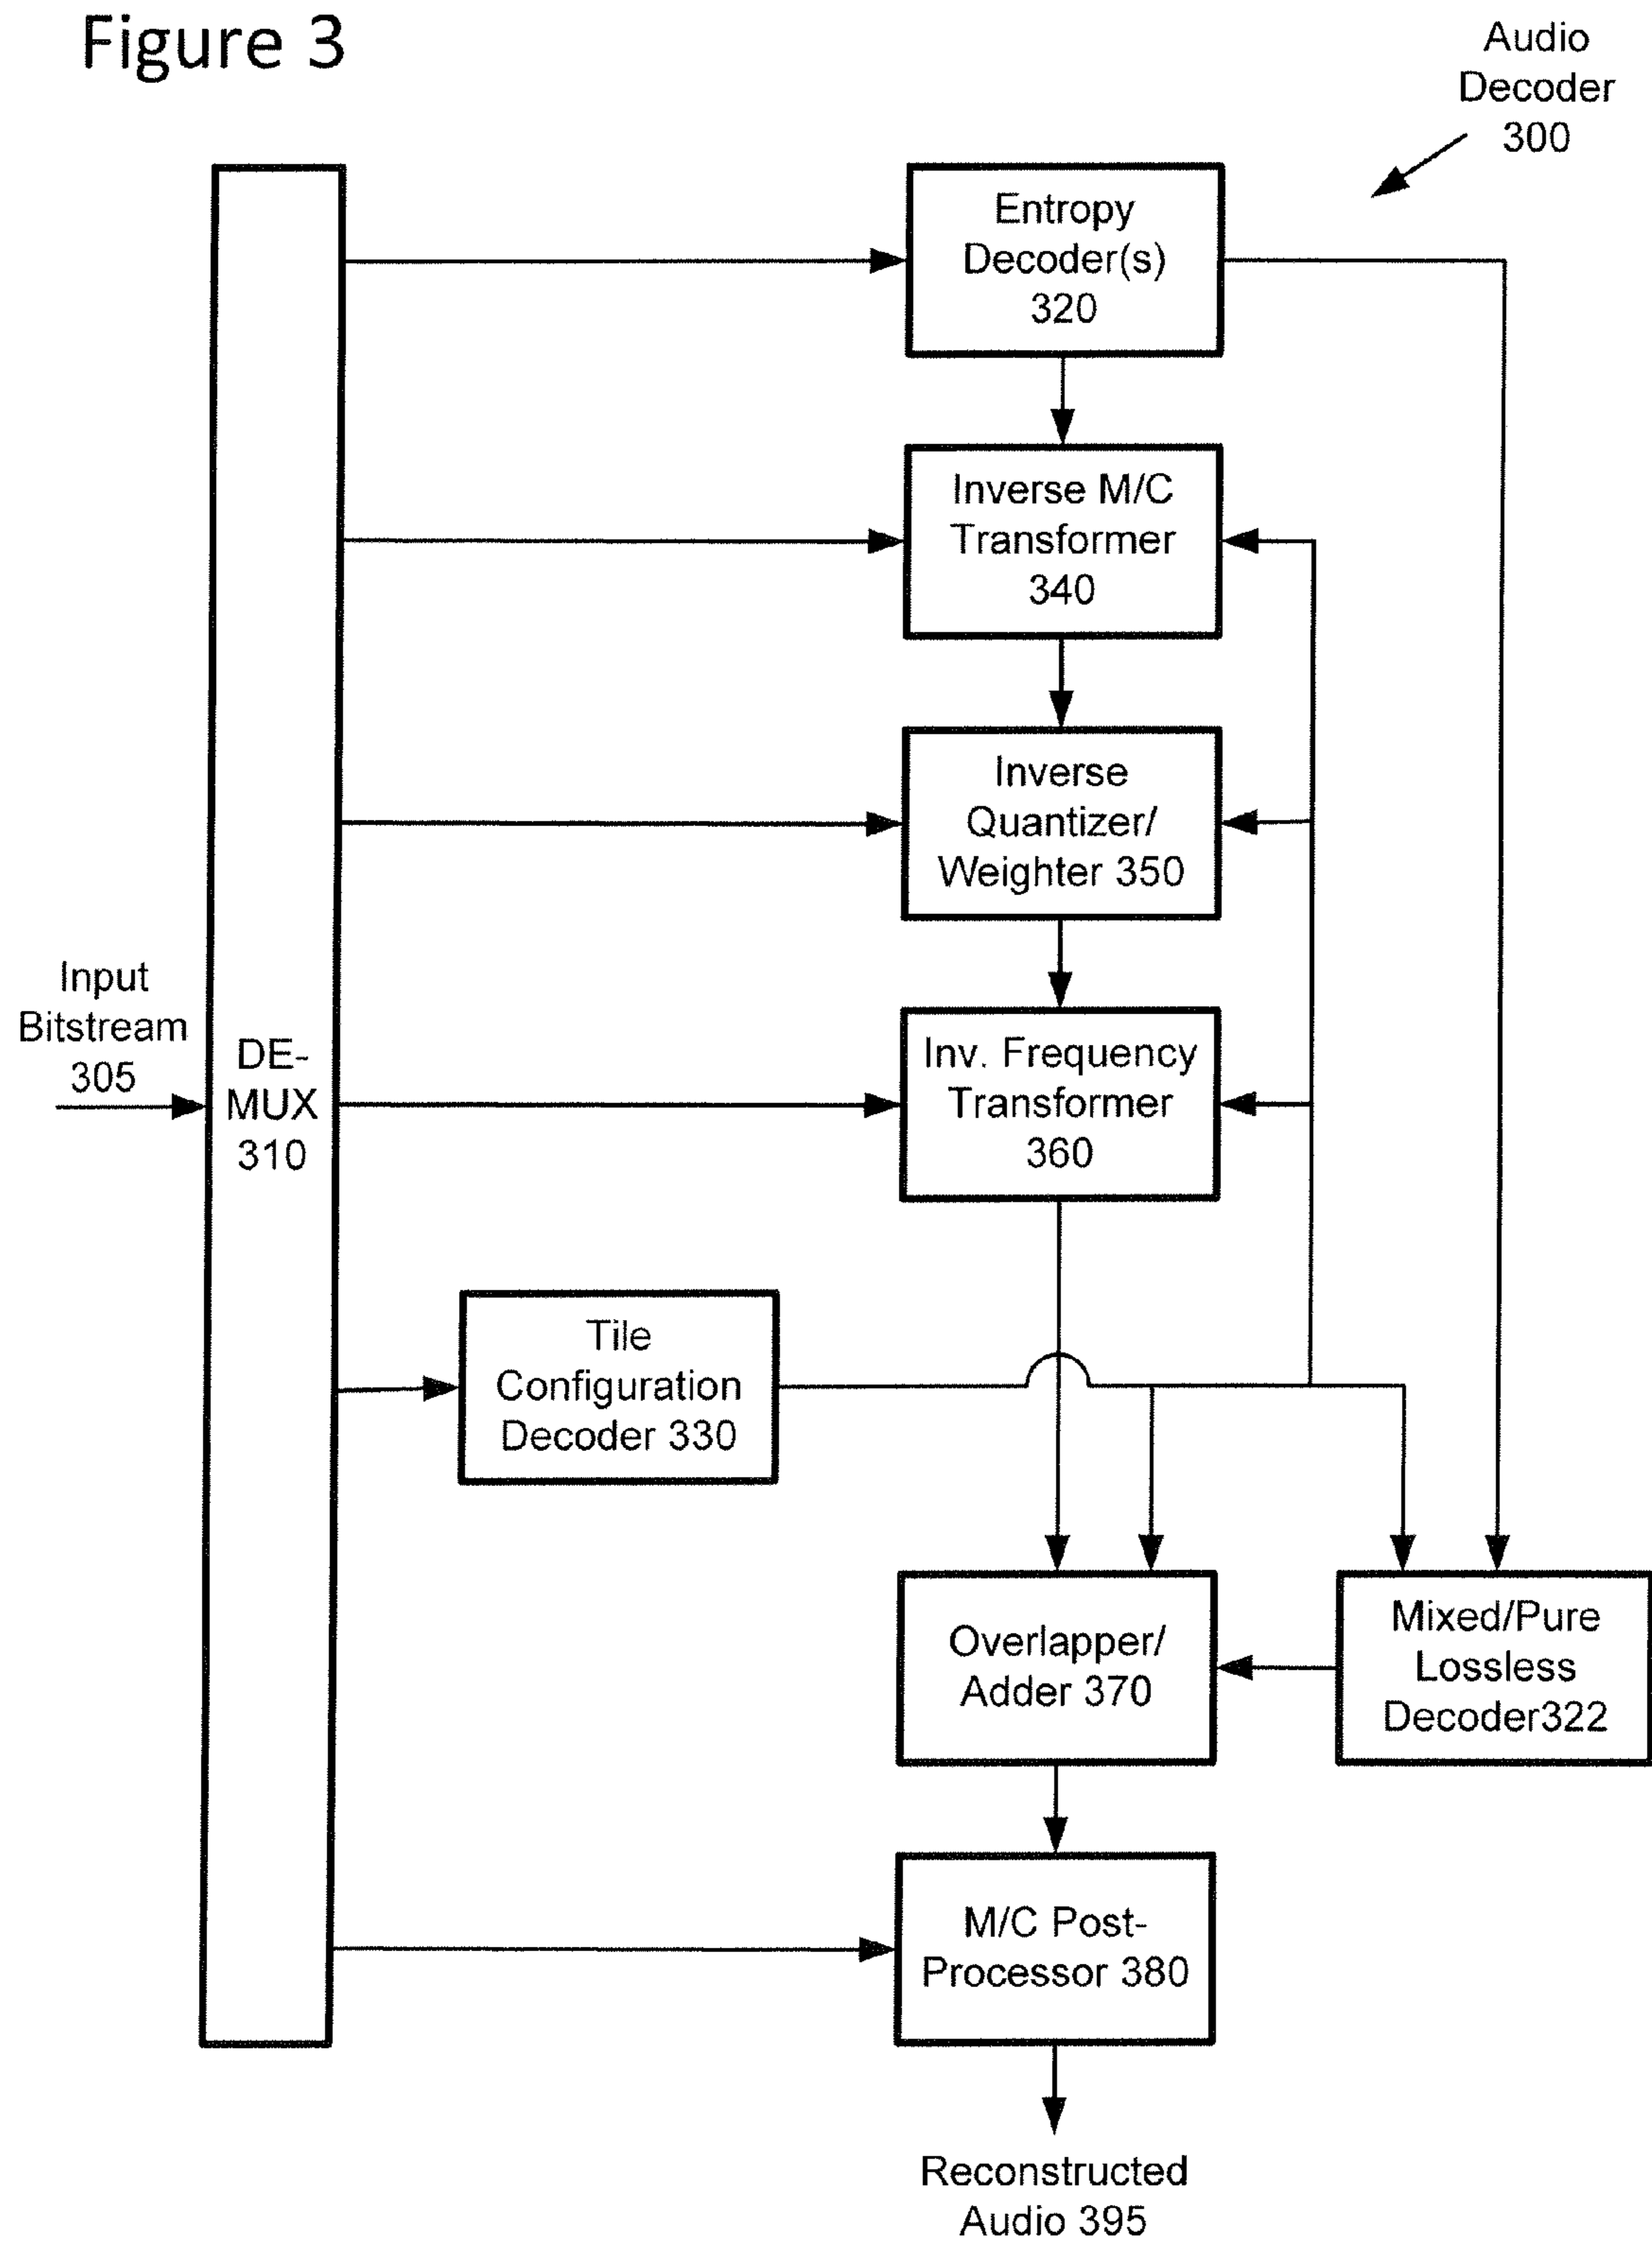 Figure 3
Audio
Decoder
300
Entropy
Decoder(s)
320
Inverse M/C
Transformer
340
Inverse
Quantizer/
Weighter 350
Input
Bitstream
305
DE-
MUX
310
Inv. Frequency
Transformer
360
Tile
Configuration
Decoder 330
Overlapper/
Adder 370
Mixed/Pure
Lossless
Decoder322
M/C Post-
Processor 380
Reconstructed
Audio 395